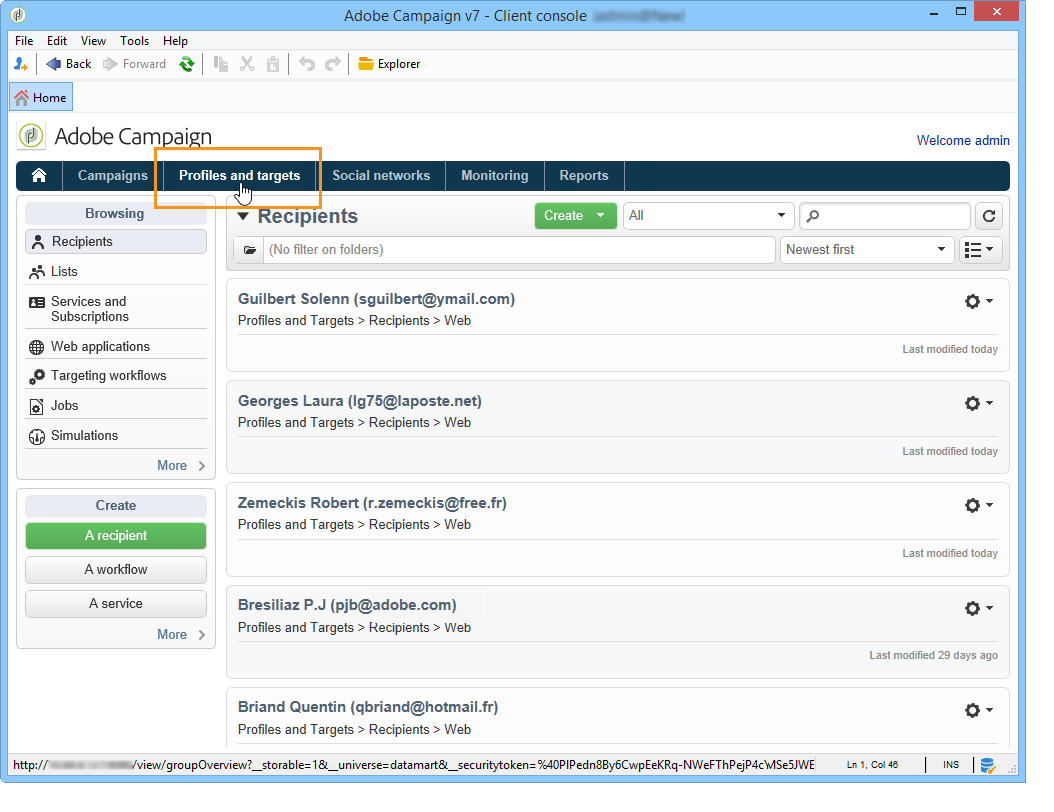 Adobe Campaign v7 - Client console
File Edit View Tools Help
Back Forward Explorer
Home
Adobe Campaign
Welcome admin
Campaigns Profiles and targets Social networks Monitoring Reports
Browsing
Recipients
Lists
Services and
Subscriptions
Web applications
Targeting workflows
Jobs
Simulations
More
Create
A recipient
A workflow
A service
More
Recipients
Create
All
(No filter on folders)
Newest first
Guilbert Solenn (sguilbert@ymail.com)
Profiles and Targets > Recipients > Web
Last modified today
Georges Laura (lg75@laposte.net)
Profiles and Targets > Recipients > Web
Last modified today
Zemeckis Robert (r.zemeckis@free.fr)
Profiles and Targets > Recipients > Web
Last modified today
Bresiliaz P.J (pjb@adobe.com)
Profiles and Targets > Recipients > Web
Last modified 29 days ago
Briand Quentin (qbriand@hotmail.fr)
Profiles and Targets > Recipients > Web
http:// /view/groupOverview?__storable=1&__universe=datamart&__securitytoken=%40PIPedn8By6CwpEeKRq-NWeFThPejP4cVMSe5JWE
Ln 1, Col 46
INS